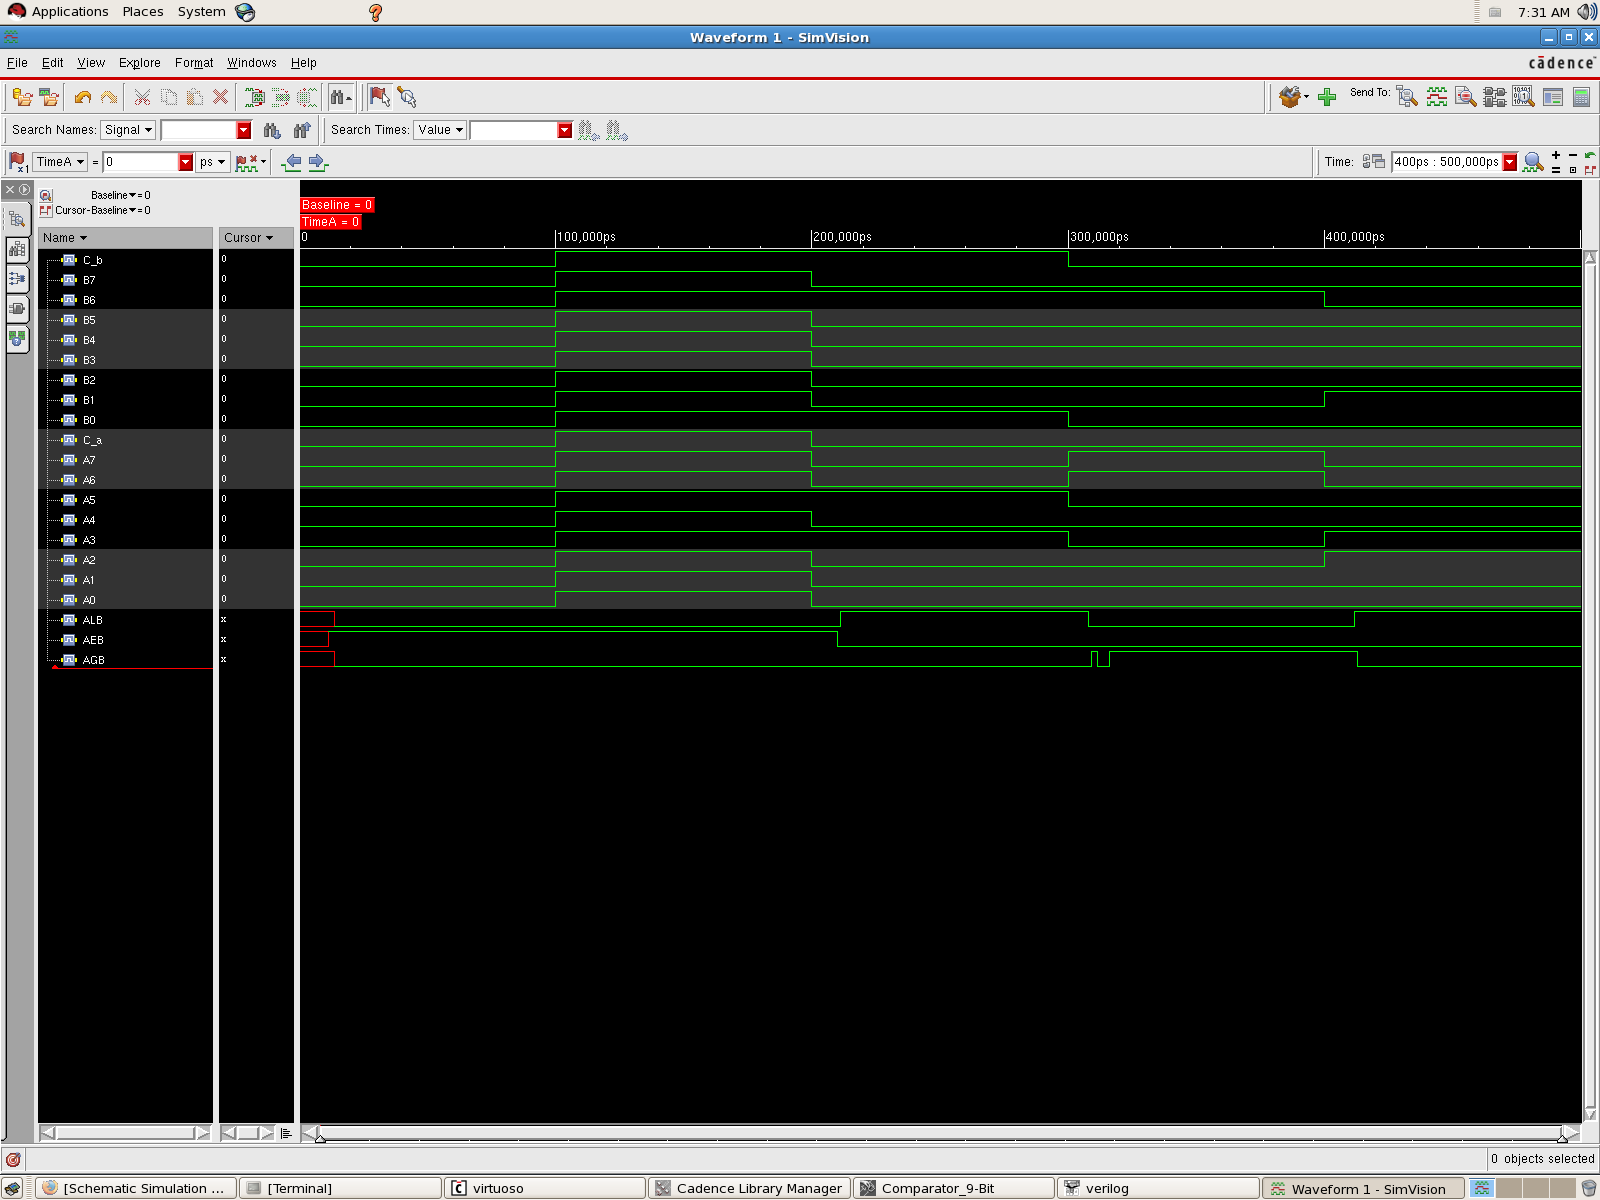 Applications Places System 7:31 AM
Waveform 1 - SimVision
File Edit View Explore Format Windows Help cādence
Send To:
Search Names: Signal Search Times: Value
TimeA = 0 ps Time: 400ps : 500,000ps
Baseline = 0
Cursor-Baseline = 0
Baseline = 0
TimeA = 0
Name Cursor 0 100,000ps 200,000ps 300,000ps 400,000ps
C_b 0
B7 0
B6 0
B5 0
B4 0
B3 0
B2 0
B1 0
B0 0
C_a 0
A7 0
A6 0
A5 0
A4 0
A3 0
A2 0
A1 0
A0 0
ALB x
AEB x
AGB x
0 objects selected
[Schematic Simulation ... [Terminal] virtuoso Cadence Library Manager Comparator_9-Bit verilog Waveform 1 - SimVision